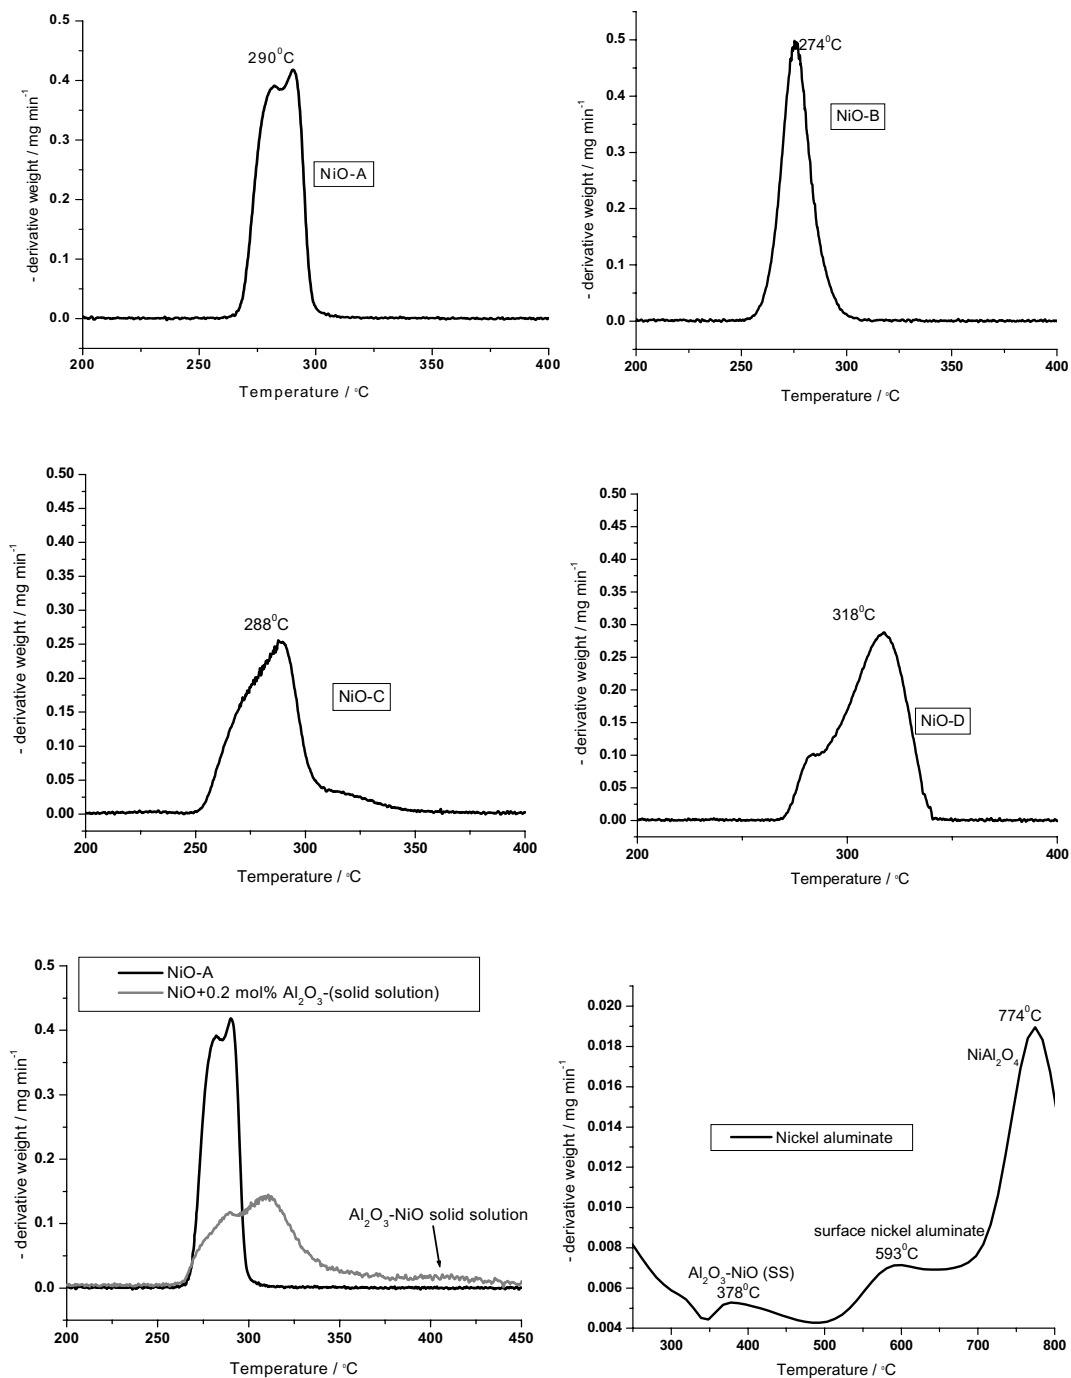 0.5
0.4
0.3
0.2
0.1
0.0
200
250
300
350
400
- derivative weight / mg min⁻¹
Temperature / °C
290⁰C
NiO-A
0.5
0.4
0.3
0.2
0.1
0.0
200
250
300
350
400
- derivative weight / mg min⁻¹
Temperature / °C
274⁰C
NiO-B
0.50
0.45
0.40
0.35
0.30
0.25
0.20
0.15
0.10
0.05
0.00
200
250
300
350
400
- derivative weight / mg min⁻¹
Temperature / °C
288⁰C
NiO-C
0.50
0.45
0.40
0.35
0.30
0.25
0.20
0.15
0.10
0.05
0.00
200
300
400
- derivative weight / mg min⁻¹
Temperature / °C
318⁰C
NiO-D
NiO-A
NiO+0.2 mol% Al₂O₃-(solid solution)
0.5
0.4
0.3
0.2
0.1
0.0
200
250
300
350
400
450
- derivative weight / mg min⁻¹
Temperature / °C
Al₂O₃-NiO solid solution
0.020
0.018
0.016
0.014
0.012
0.010
0.008
0.006
0.004
300
400
500
600
700
800
- derivative weight / mg min⁻¹
Temperature / °C
774⁰C
NiAl₂O₄
Nickel aluminate
surface nickel aluminate
593⁰C
Al₂O₃-NiO (SS)
378⁰C